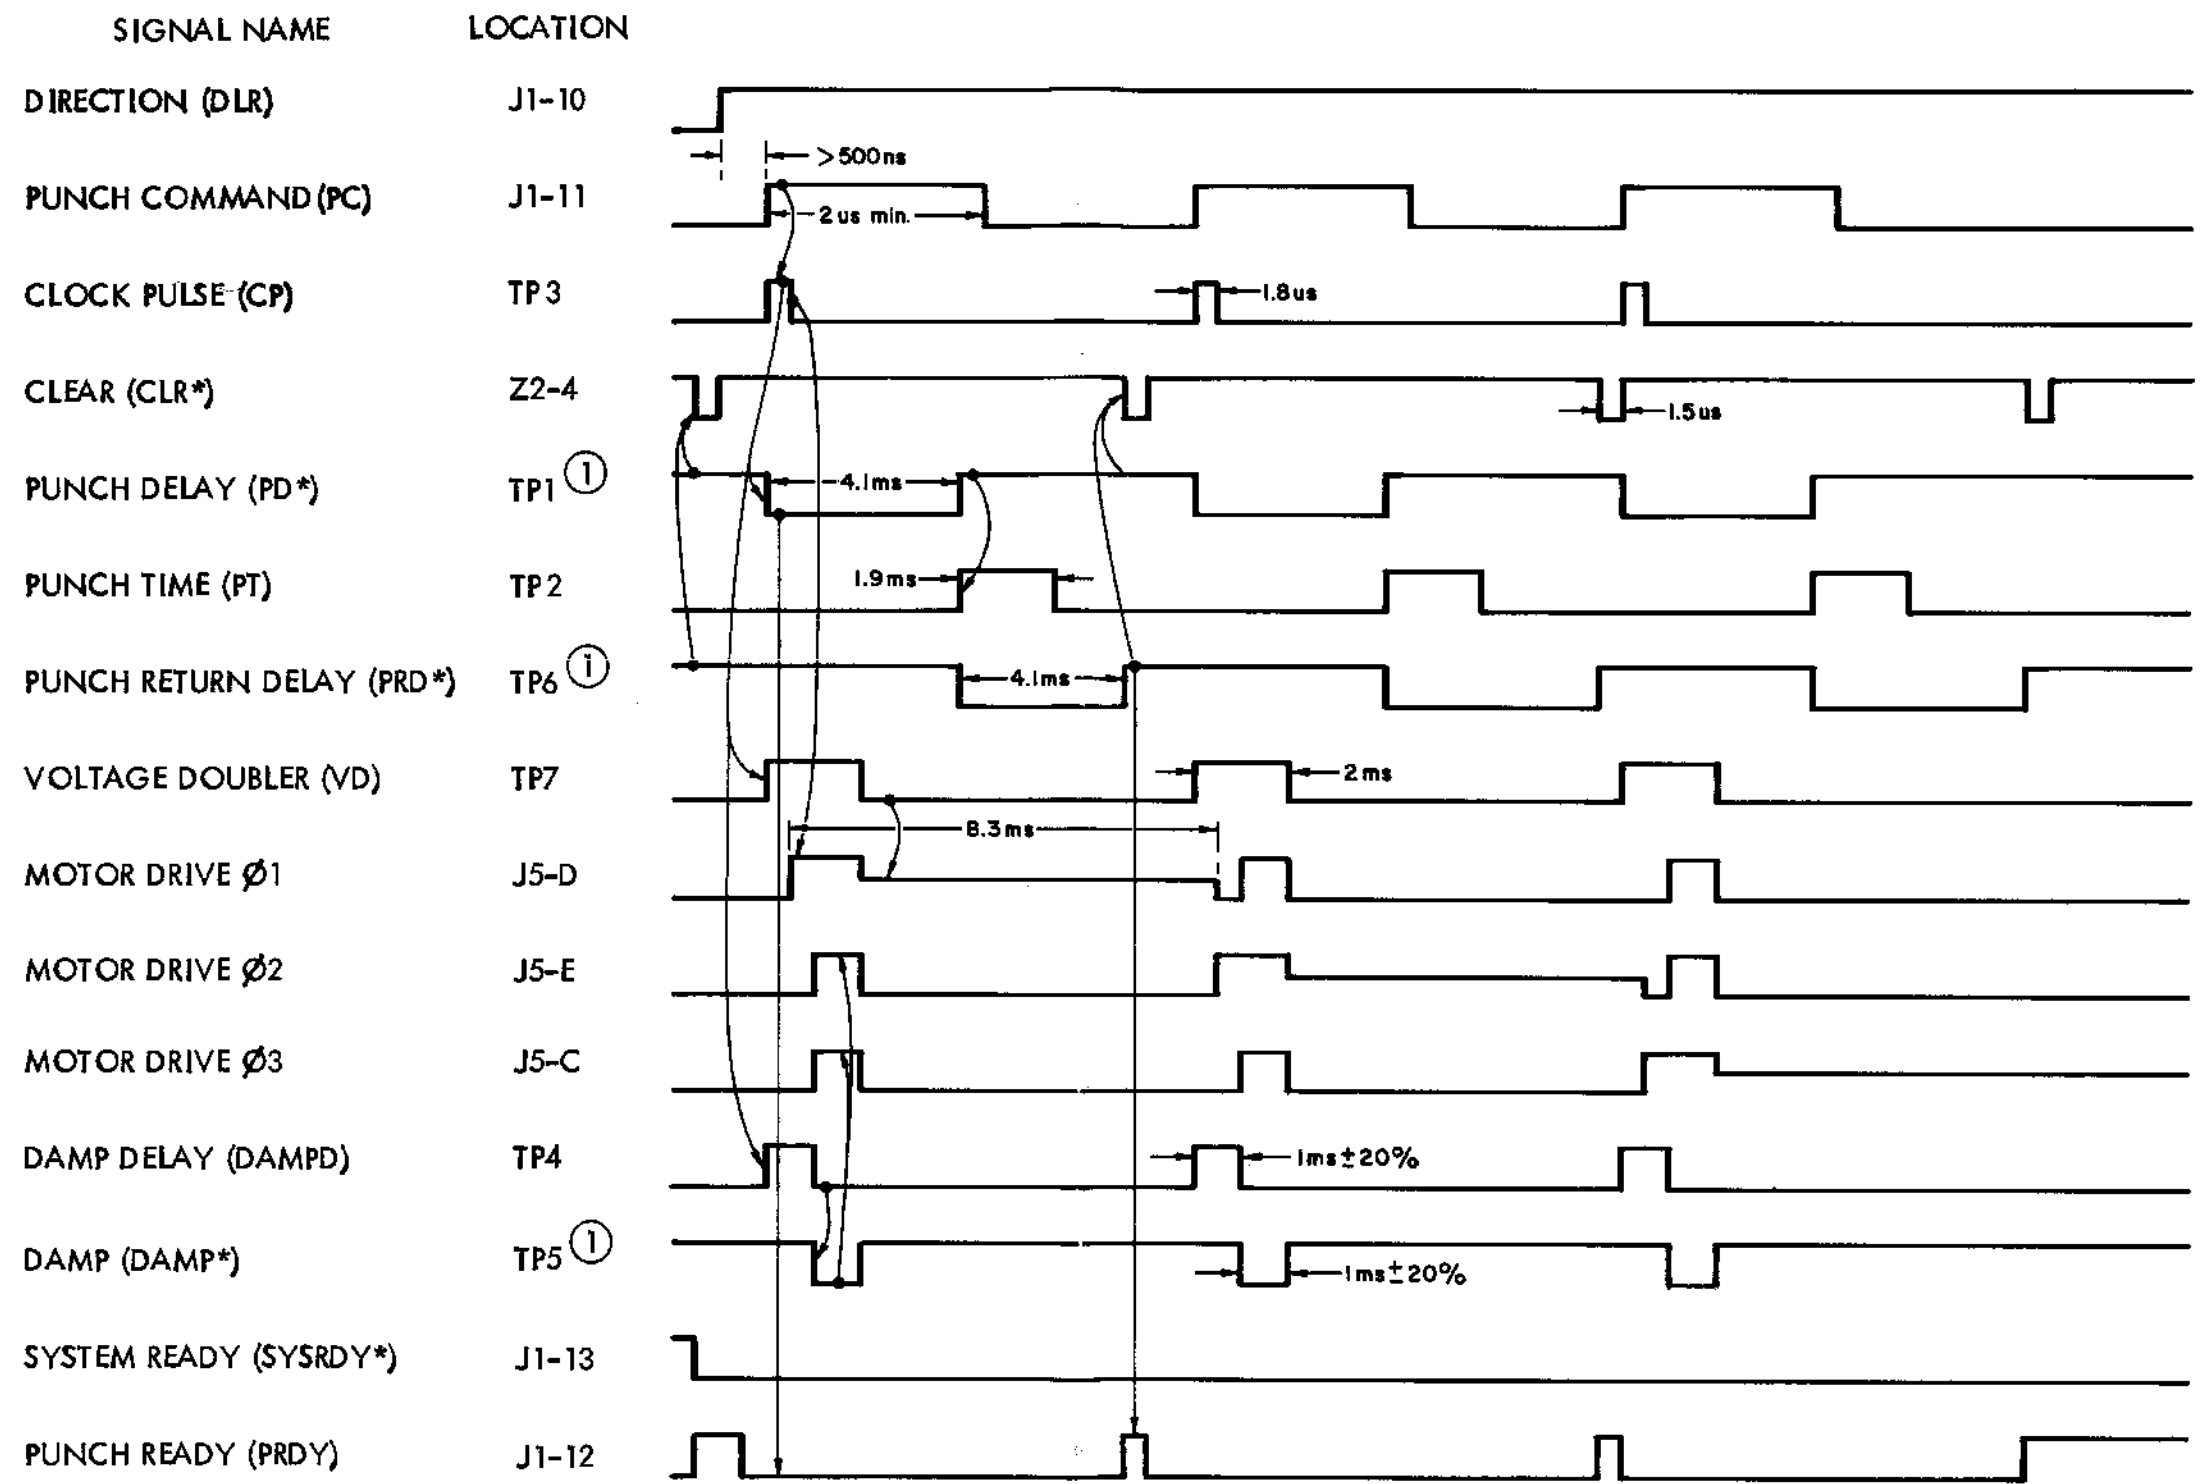 SIGNAL NAME LOCATION
DIRECTION (DLR) J1-10
>500ns
PUNCH COMMAND (PC) J1-11
2us min.
CLOCK PULSE (CP) TP3
1.8us
CLEAR (CLR*) Z2-4
1.5us
PUNCH DELAY (PD*) TP1 1
4.1ms
PUNCH TIME (PT) TP2
1.9ms
PUNCH RETURN DELAY (PRD*) TP6 1
4.1ms
VOLTAGE DOUBLER (VD) TP7
2ms
8.3ms
MOTOR DRIVE Ø1 J5-D
MOTOR DRIVE Ø2 J5-E
MOTOR DRIVE Ø3 J5-C
DAMP DELAY (DAMPD) TP4
1ms±20%
DAMP (DAMP*) TP5 1
1ms±20%
SYSTEM READY (SYSRDY*) J1-13
PUNCH READY (PRDY) J1-12